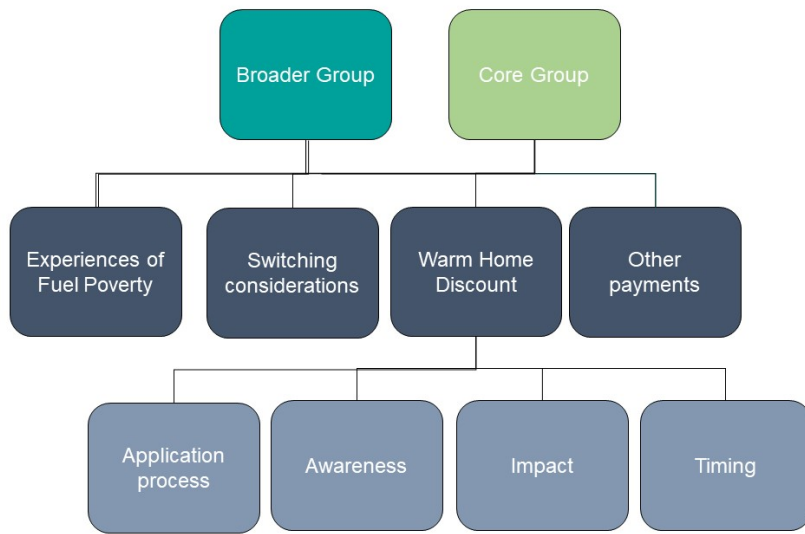 Broader Group
Core Group
Experiences of
Fuel Poverty
Switching
considerations
Warm Home
Discount
Other
payments
Application
process
Awareness
Impact
Timing